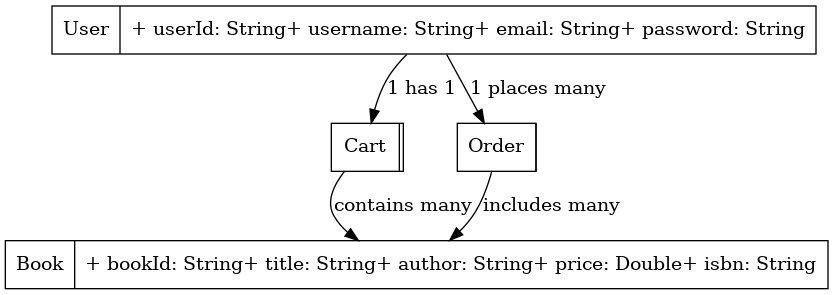 User + userId: String+ username: String+ email: String+ password: String
1 has 1 1 places many
Cart Order
contains many includes many
Book + bookId: String+ title: String+ author: String+ price: Double+ isbn: String